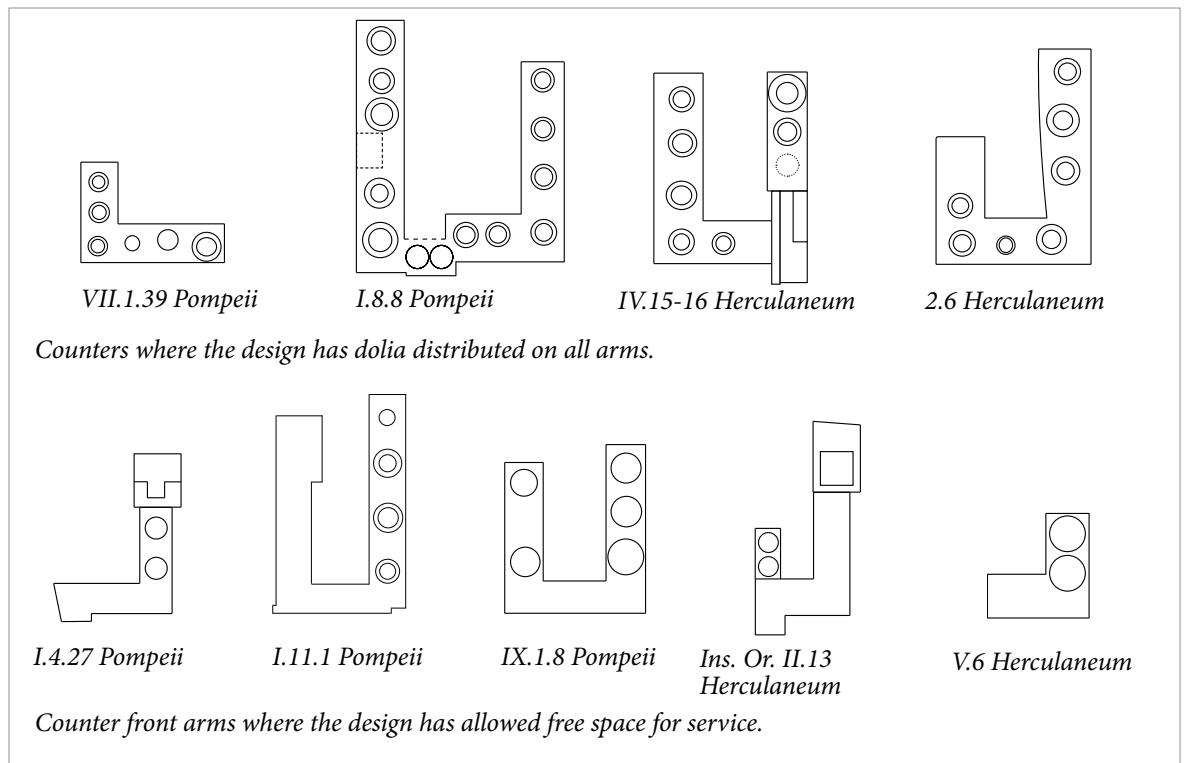 VII.1.39 Pompeii
I.8.8 Pompeii
IV.15-16 Herculaneum
2.6 Herculaneum
Counters where the design has dolia distributed on all arms.
I.4.27 Pompeii
I.11.1 Pompeii
IX.1.8 Pompeii
Ins. Or. II.13
Herculaneum
V.6 Herculaneum
Counter front arms where the design has allowed free space for service.